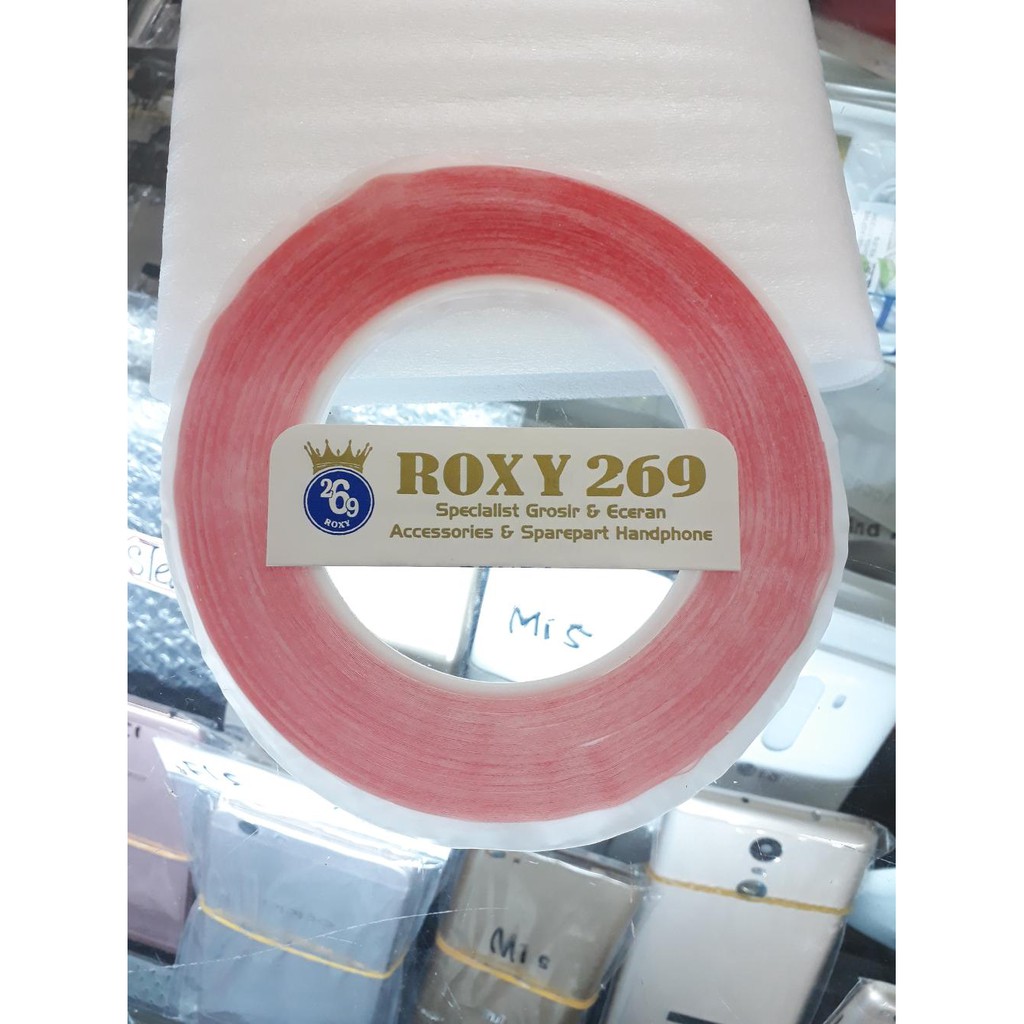 ROXY 269
Specialist Grosir & Eceran
Accessories & Sparepart Handphone
269
ROXY
Mi 5
Mi 5